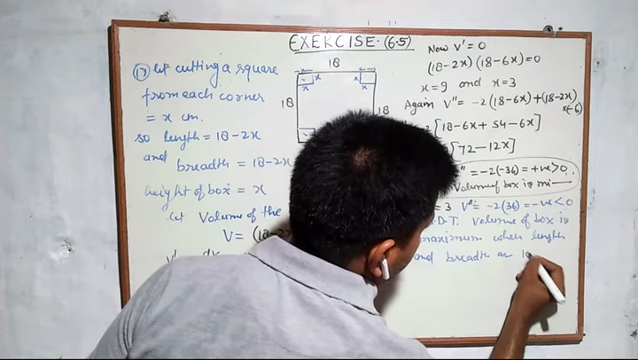 EXERCISE-(6.5)
(17) Let cutting a square
from each corner
= x cm.
so length = 18-2x
and breadth = 18-2x
height of box = x
Let Volume of the
V = (18-2x
18
x
x
x
x
18
18
Now V' = 0
(18-2x)(18-6x)=0
x=9 and x=3
Again V'' = -2(18-6x)+(18-2x)
x(-6)
[18-6x+54-6x]
[72-12x]
'' = -2(-36) = +ve>0
Volume of box is mi
= 3 V'' = -2(36) = -ve<0
.D.T. Volume of box is
maximum when length
and breadth